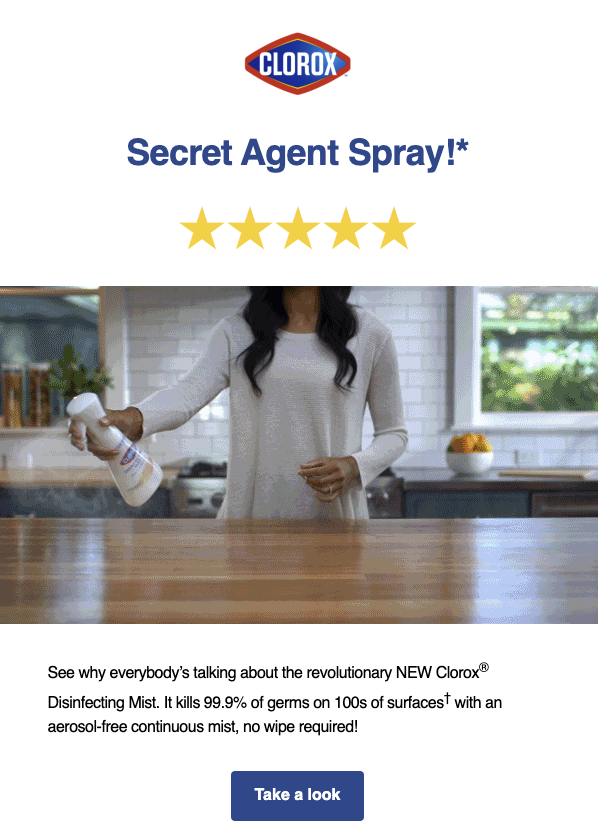 CLOROX
Secret Agent Spray!*
CLOROX
See why everybody's talking about the revolutionary NEW Clorox®
Disinfecting Mist. It kills 99.9% of germs on 100s of surfaces† with an
aerosol-free continuous mist, no wipe required!
Take a look